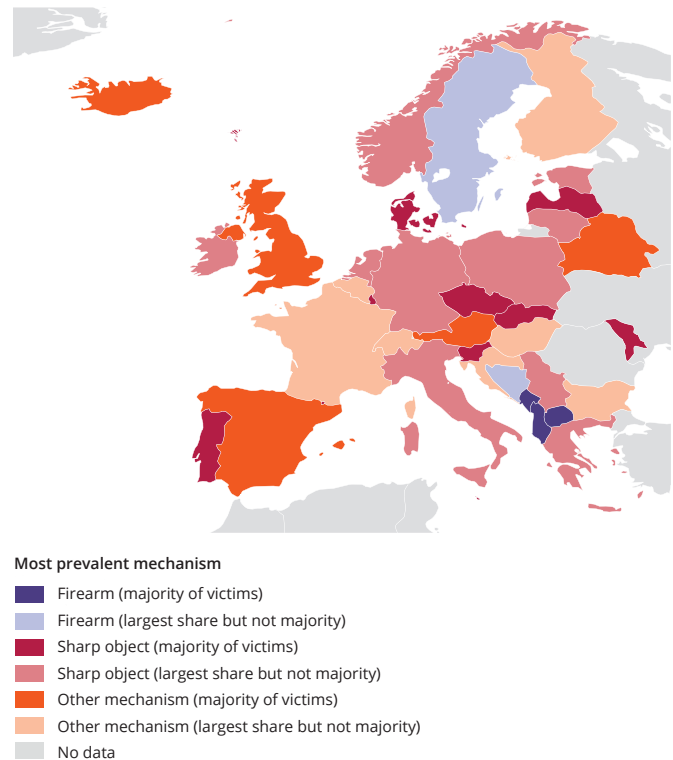 Most prevalent mechanism
Firearm (majority of victims)
Firearm (largest share but not majority)
Sharp object (majority of victims)
Sharp object (largest share but not majority)
Other mechanism (majority of victims)
Other mechanism (largest share but not majority)
No data